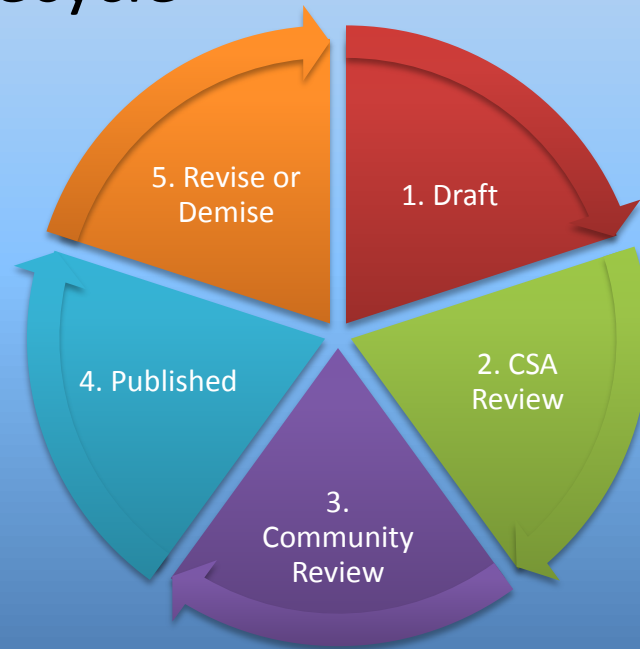 1. Draft
2. CSA
Review
3.
Community
Review
4. Published
5. Revise or
Demise